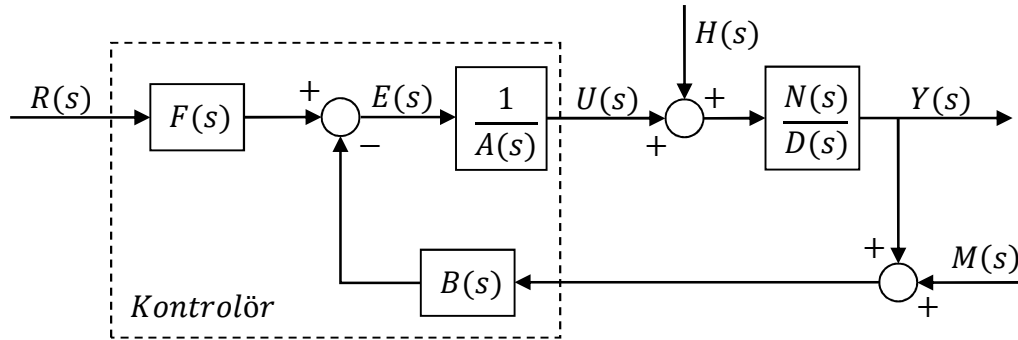 H(s)
R(s)
F(s)
+
−
E(s)
1
A(s)
U(s)
+
+
N(s)
D(s)
Y(s)
+
M(s)
+
B(s)
Kontrolör